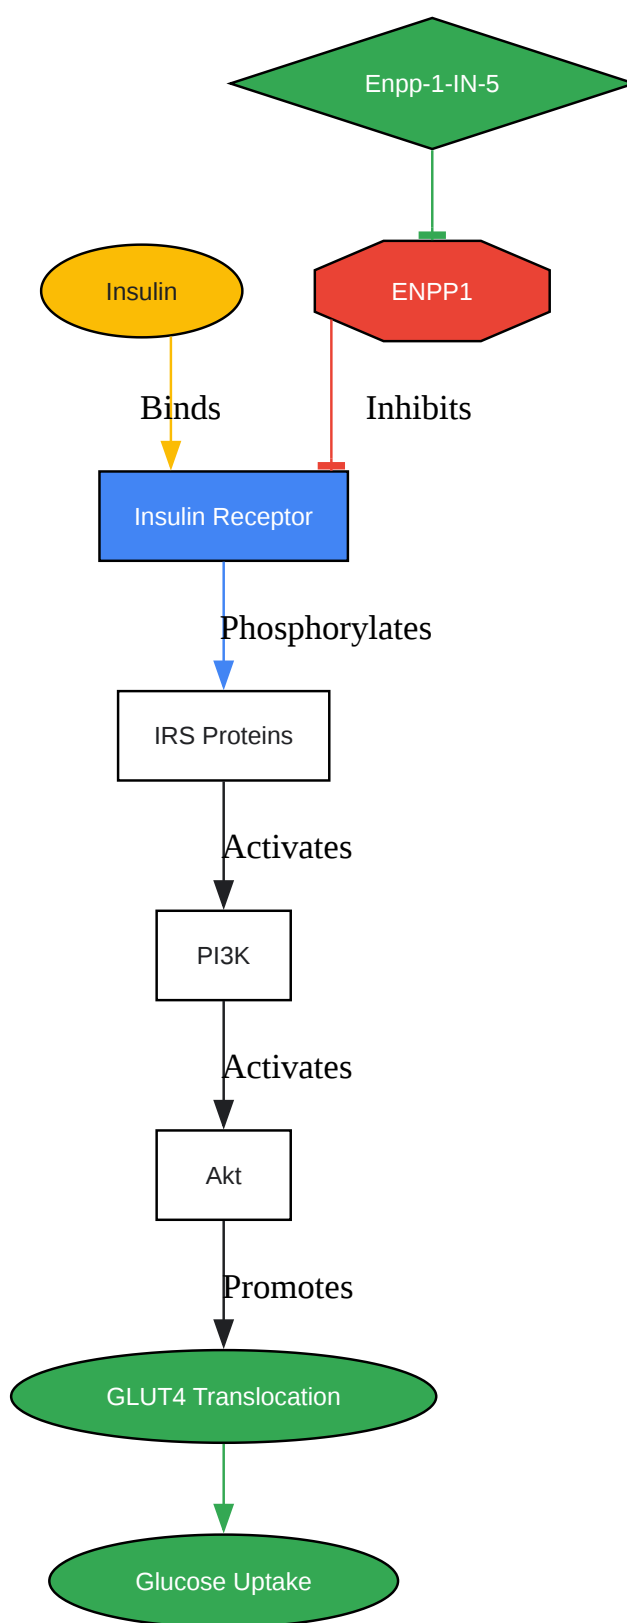 Enpp-1-IN-5
Insulin
ENPP1
Binds
Inhibits
Insulin Receptor
Phosphorylates
IRS Proteins
Activates
PI3K
Activates
Akt
Promotes
GLUT4 Translocation
Glucose Uptake